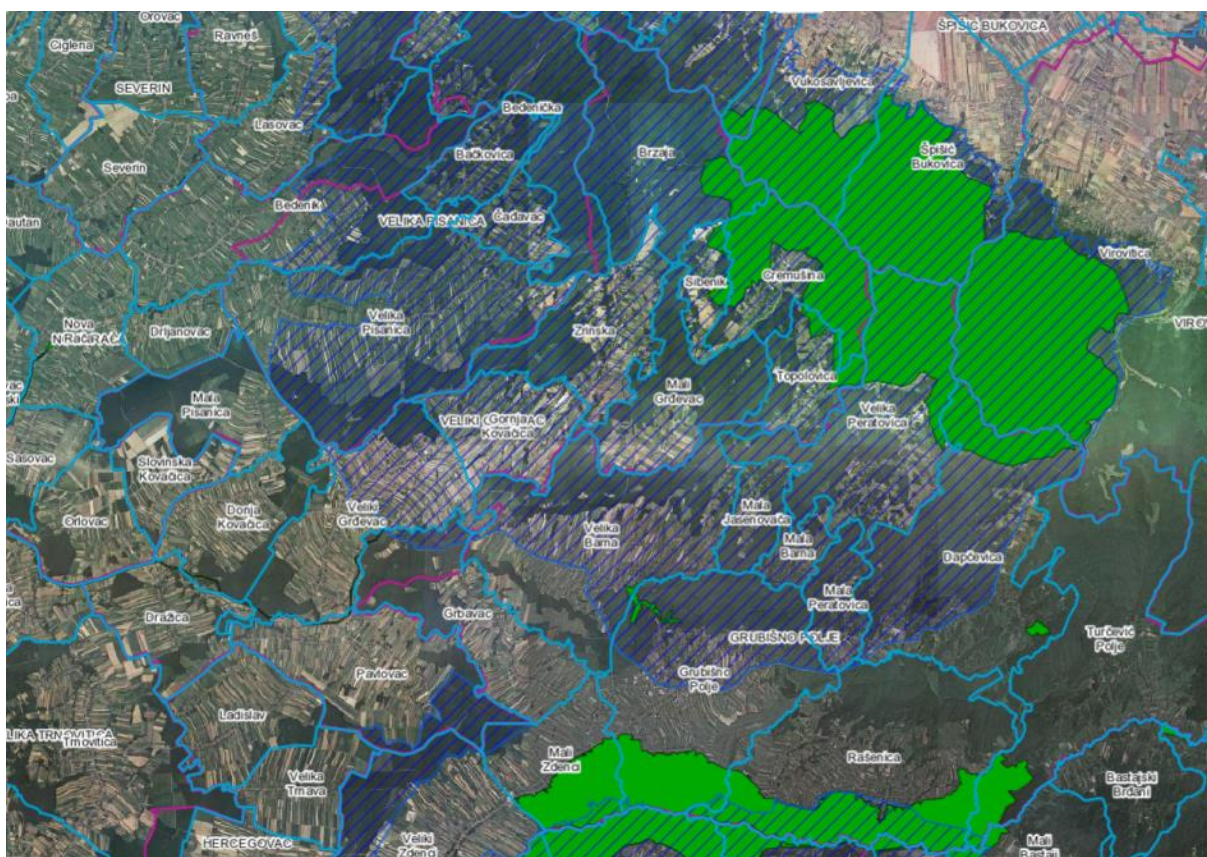 Orovac
Ciglena
Ravneš
ŠPIŠIĆ BUKOVICA
SEVERIN
Vukosavljevica
Bedenička
Lasovac
Bačkovica
Brzaja
Špišić
Bukovica
Severin
Bedenik
VELIKA PISANICA
Čađavac
Virovitica
Sibenik
Cremušina
Velika
Pisanica
Zrinska
Nova
Rača
Drljanovac
Mala
Pisanica
Mali
Grđevac
Topolovica
Velika
Peratovica
Gornja
Kovačica
Sasovac
Slovinska
Kovačica
Orlovac
Donja
Kovačica
Veliki
Grđevac
Velika
Barna
Mala
Jasenovača
Mala
Barna
Dapčevica
Mala
Peratovica
Dražica
Grbavac
GRUBIŠNO POLJE
Turčević
Polje
Pavlovac
Grubišno
Polje
Ladislav
Trnovitica
Mali
Zdenci
Rašenica
Velika
Trnava
Bastajski
Brđani
HERCEGOVAC
Veliki
Zdenci
Mali
Bastaji